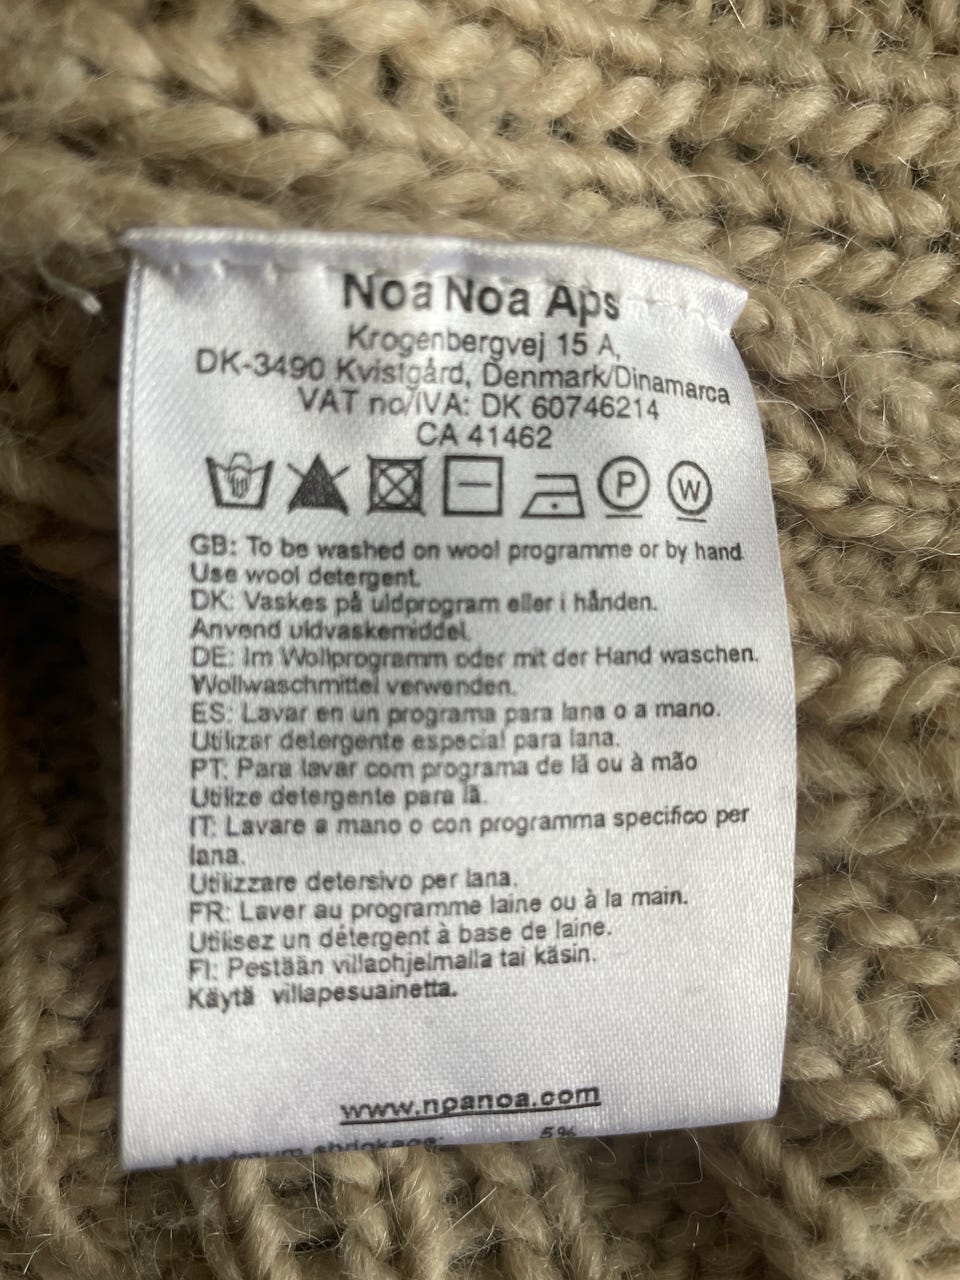 Noa Noa Aps
Krogenbergvej 15 A,
DK-3490 Kvistgård, Denmark/Dinamarca
VAT no/IVA: DK 60746214
CA 41462
P W
GB: To be washed on wool programme or by hand
Use wool detergent.
DK: Vaskes på uldprogram eller i hånden.
Anvend uldvaskemiddel.
DE: Im Wollprogramm oder mit der Hand waschen.
Wollwaschmittel verwenden.
ES: Lavar en un programa para lana o a mano.
Utilizar detergente especial para lana.
PT: Para lavar com programa de lã ou à mão
Utilize detergente para lã.
IT: Lavare a mano o con programma specifico per
lana.
Utilizzare detersivo per lana.
FR: Laver au programme laine ou à la main.
Utilisez un détergent à base de laine.
FI: Pestään villaohjelmalla tai käsin.
Käytä villapesuainetta.
www.noanoa.com
Maximum shrinkage: 5%